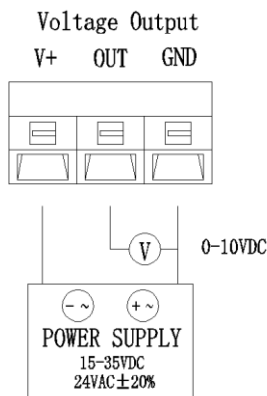 Voltage Output
V+ OUT GND
V 0-10VDC
- ~ + ~
POWER SUPPLY
15-35VDC
24VAC±20%